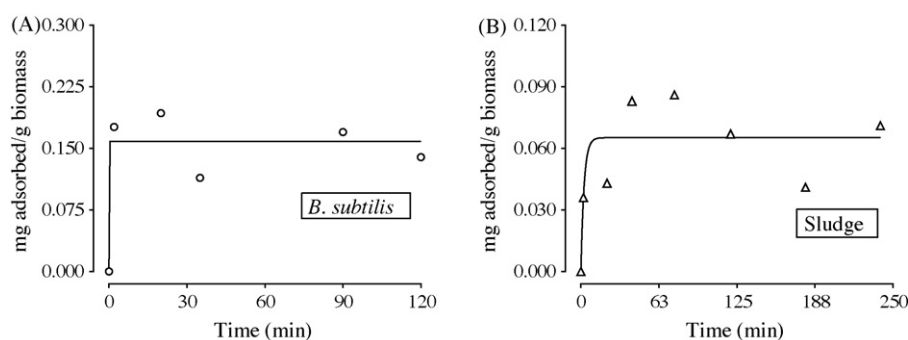 (A)
mg adsorbed/g biomass
0.300
0.225
0.150
0.075
0.000
0
30
60
90
120
Time (min)
B. subtilis
(B)
mg adsorbed/g biomass
0.120
0.090
0.060
0.030
0.000
0
63
125
188
250
Time (min)
Sludge